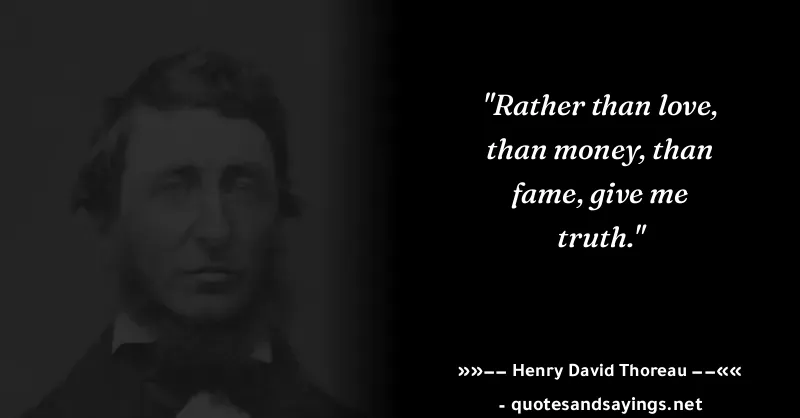 "Rather than love,
than money, than
fame, give me
truth."
»»−− Henry David Thoreau −−««
- quotesandsayings.net